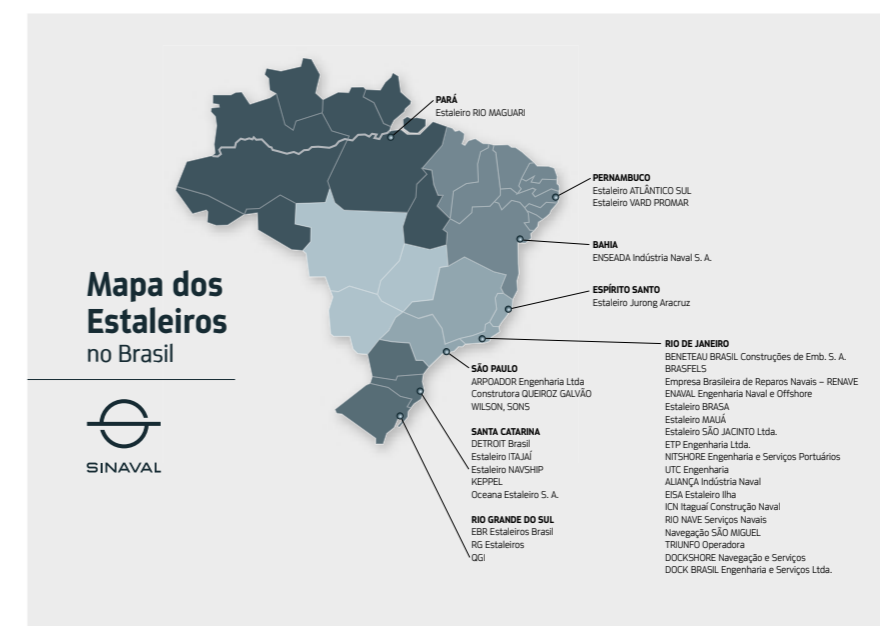 PARÁ
Estaleiro RIO MAGUARI
PERNAMBUCO
Estaleiro ATLÂNTICO SUL
Estaleiro VARD PROMAR
BAHIA
ENSEADA Indústria Naval S. A.
ESPÍRITO SANTO
Estaleiro Jurong Aracruz
Mapa dos
Estaleiros
no Brasil
SINAVAL
SÃO PAULO
ARPOADOR Engenharia Ltda
Construtora QUEIROZ GALVÃO
WILSON, SONS
SANTA CATARINA
DETROIT Brasil
Estaleiro ITAJAÍ
Estaleiro NAVSHIP
KEPPEL
Oceana Estaleiro S. A.
RIO GRANDE DO SUL
EBR Estaleiros Brasil
RG Estaleiros
QGI
RIO DE JANEIRO
BENETEAU BRASIL Construções de Emb. S. A.
BRASFELS
Empresa Brasileira de Reparos Navais – RENAVE
ENAVAL Engenharia Naval e Offshore
Estaleiro BRASA
Estaleiro MAUÁ
Estaleiro SÃO JACINTO Ltda.
ETP Engenharia Ltda.
NITSHORE Engenharia e Serviços Portuários
UTC Engenharia
ALIANÇA Indústria Naval
EISA Estaleiro Ilha
ICN Itaguaí Construção Naval
RIO NAVE Serviços Navais
Navegação SÃO MIGUEL
TRIUNFO Operadora
DOCKSHORE Navegação e Serviços
DOCK BRASIL Engenharia e Serviços Ltda.